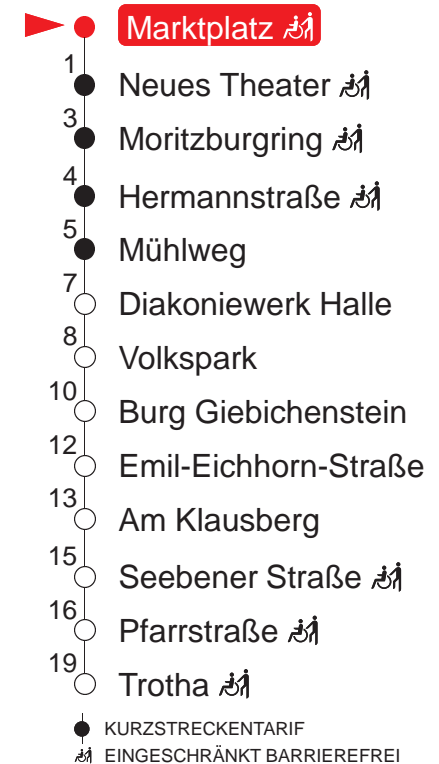 Marktplatz
1
Neues Theater
3
Moritzburgring
4
Hermannstraße
5
Mühlweg
7
Diakoniewerk Halle
8
Volkspark
10
Burg Giebichenstein
12
Emil-Eichhorn-Straße
13
Am Klausberg
15
Seebener Straße
16
Pfarrstraße
19
Trotha
KURZSTRECKENTARIF
EINGESCHRÄNKT BARRIEREFREI